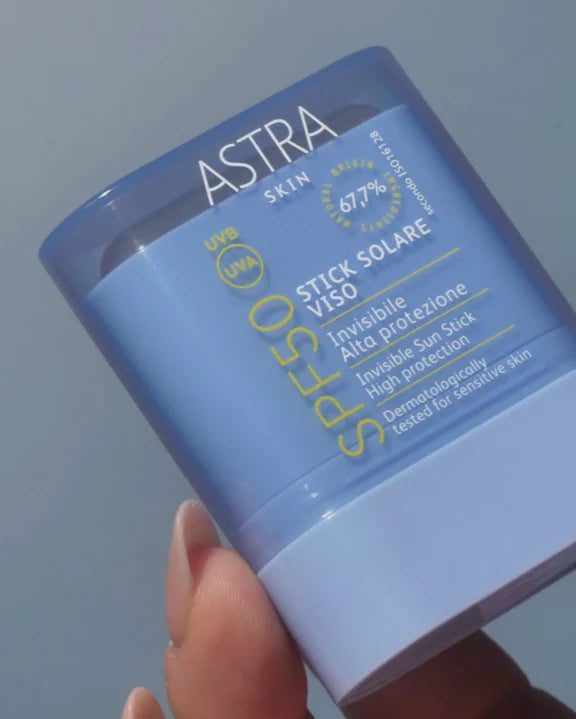 ASTRA
SKIN
NATURAL ORIGIN INGREDIENTS
67,7%
secondo ISO16128
UVB
UVA
SPF50
STICK SOLARE
VISO
Invisibile
Alta protezione
Invisible Sun Stick
High protection
Dermatologically
tested for sensitive skin